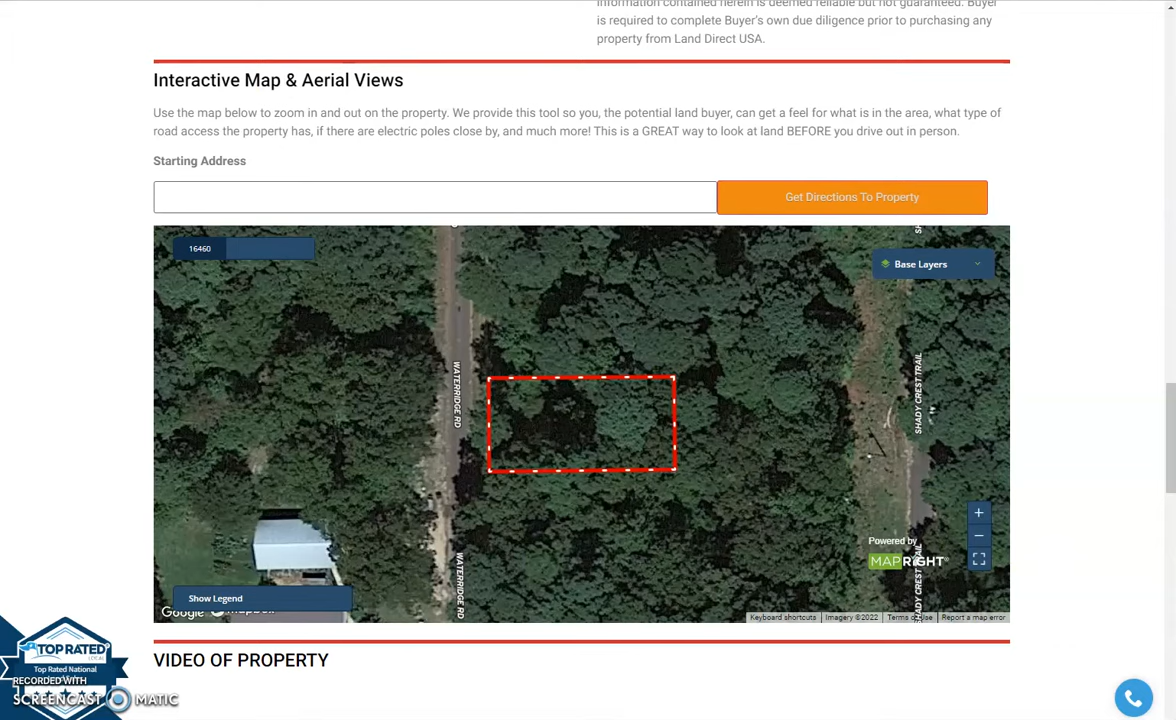 information contained herein is deemed reliable but not guaranteed. Buyer
is required to complete Buyer's own due diligence prior to purchasing any
property from Land Direct USA.
Interactive Map & Aerial Views
Use the map below to zoom in and out on the property. We provide this tool so you, the potential land buyer, can get a feel for what is in the area, what type of
road access the property has, if there are electric poles close by, and much more! This is a GREAT way to look at land BEFORE you drive out in person.
Starting Address
Get Directions To Property
16460
Base Layers
WATERRIDGE RD
SHADY CREST TRAIL
WATERRIDGE RD
SHADY CREST TRAIL
+
−
Powered by
MAPRIGHT
Show Legend
Google
Keyboard shortcuts
Imagery ©2022
Terms of Use
Report a map error
VIDEO OF PROPERTY
TOP RATED
LOCAL
Top Rated National
RECORDED WITH
SCREENCAST MATIC